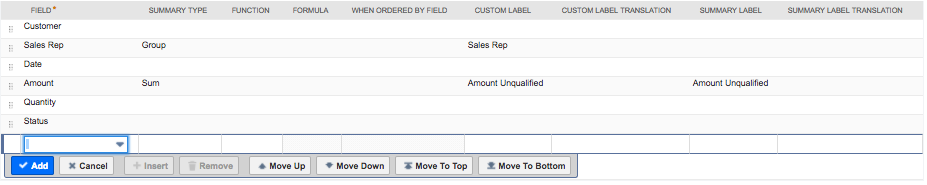 FIELD* SUMMARY TYPE FUNCTION FORMULA WHEN ORDERED BY FIELD CUSTOM LABEL CUSTOM LABEL TRANSLATION SUMMARY LABEL SUMMARY LABEL TRANSLATION
Customer
Sales Rep Group Sales Rep
Date
Amount Sum Amount Unqualified Amount Unqualified
Quantity
Status
Add Cancel Insert Remove Move Up Move Down Move To Top Move To Bottom